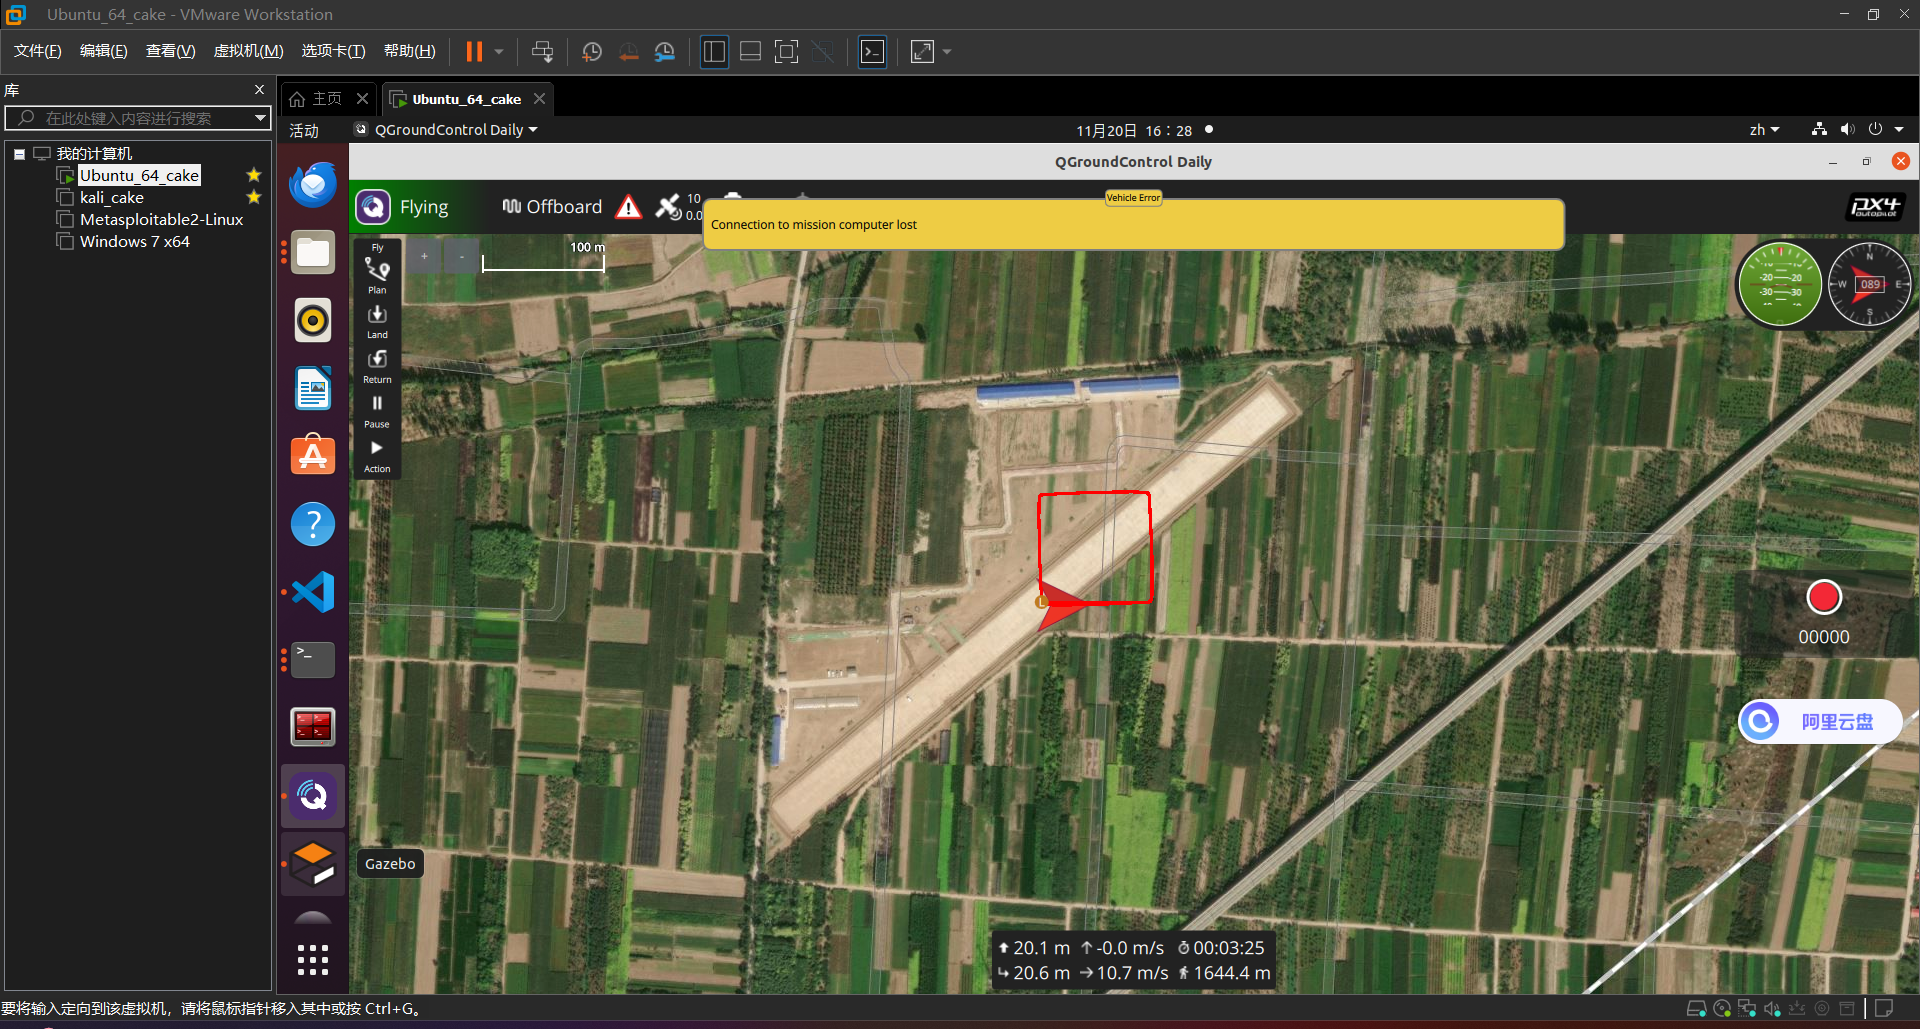 Ubuntu_64_cake - VMware Workstation
文件(F) 编辑(E) 查看(V) 虚拟机(M) 选项卡(T) 帮助(H)
库
在此处键入内容进行搜索
我的计算机
Ubuntu_64_cake
kali_cake
Metasploitable2-Linux
Windows 7 x64
主页
Ubuntu_64_cake
活动
QGroundControl Daily
11月20日 16：28
zh
QGroundControl Daily
Flying
Offboard
10
0.0
Vehicle Error
Connection to mission computer lost
px4
autopilot
Fly
Plan
Land
Return
Pause
Action
+
-
100 m
-20 -20
-30 -30
N
W
089
E
S
L
00000
阿里云盘
Gazebo
20.1 m
-0.0 m/s
00:03:25
20.6 m
10.7 m/s
1644.4 m
要将输入定向到该虚拟机，请将鼠标指针移入其中或按 Ctrl+G。